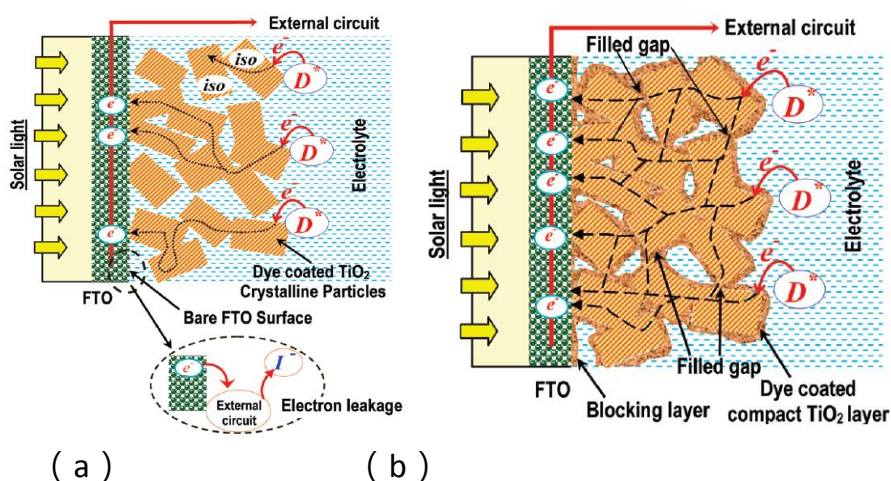 External circuit
iso
iso
e-
D*
e
e
e-
D*
e-
D*
e
Solar light
Electrolyte
FTO
Dye coated TiO2
Crystalline Particles
Bare FTO Surface
e-
I-
External
circuit
Electron leakage
(a)
External circuit
Filled gap
e-
D*
e
e
e
e
e-
D*
e-
D*
Solar light
Electrolyte
FTO
Filled gap
Blocking layer
Dye coated
compact TiO2 layer
(b)